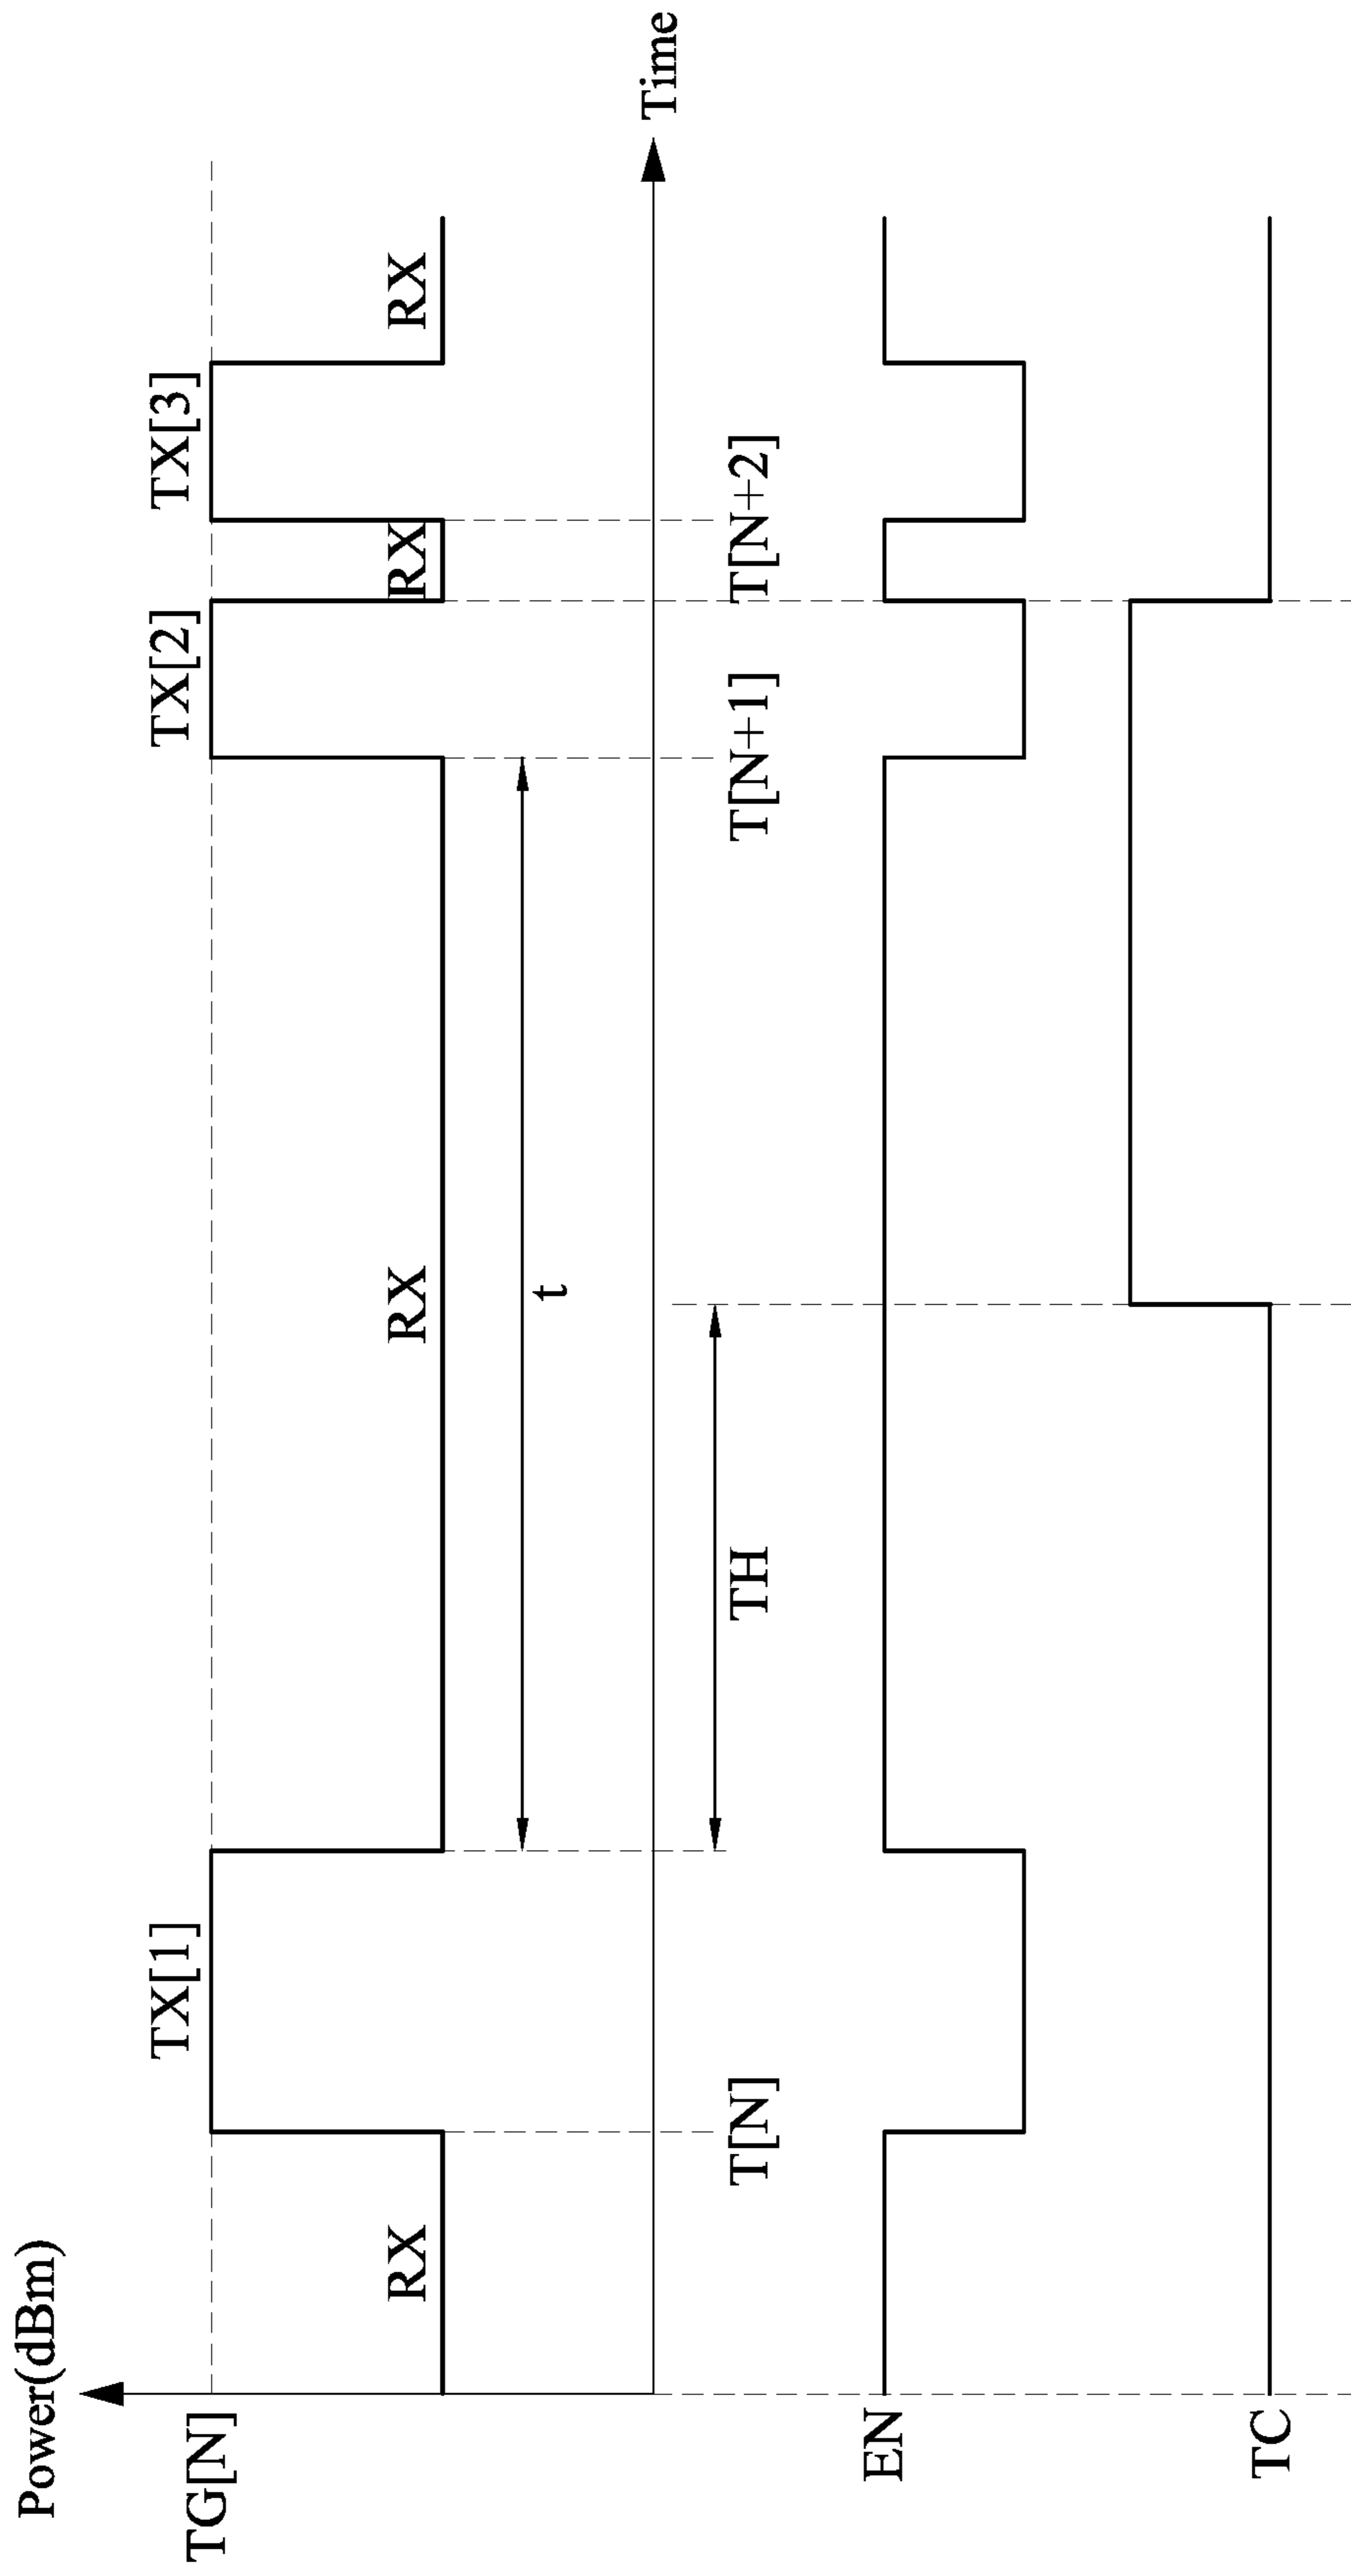 Power(dBm)
TG[N]
TX[1]
TX[2]
TX[3]
RX
RX
RX
RX
t
Time
TH
T[N]
T[N+1]
T[N+2]
EN
TC